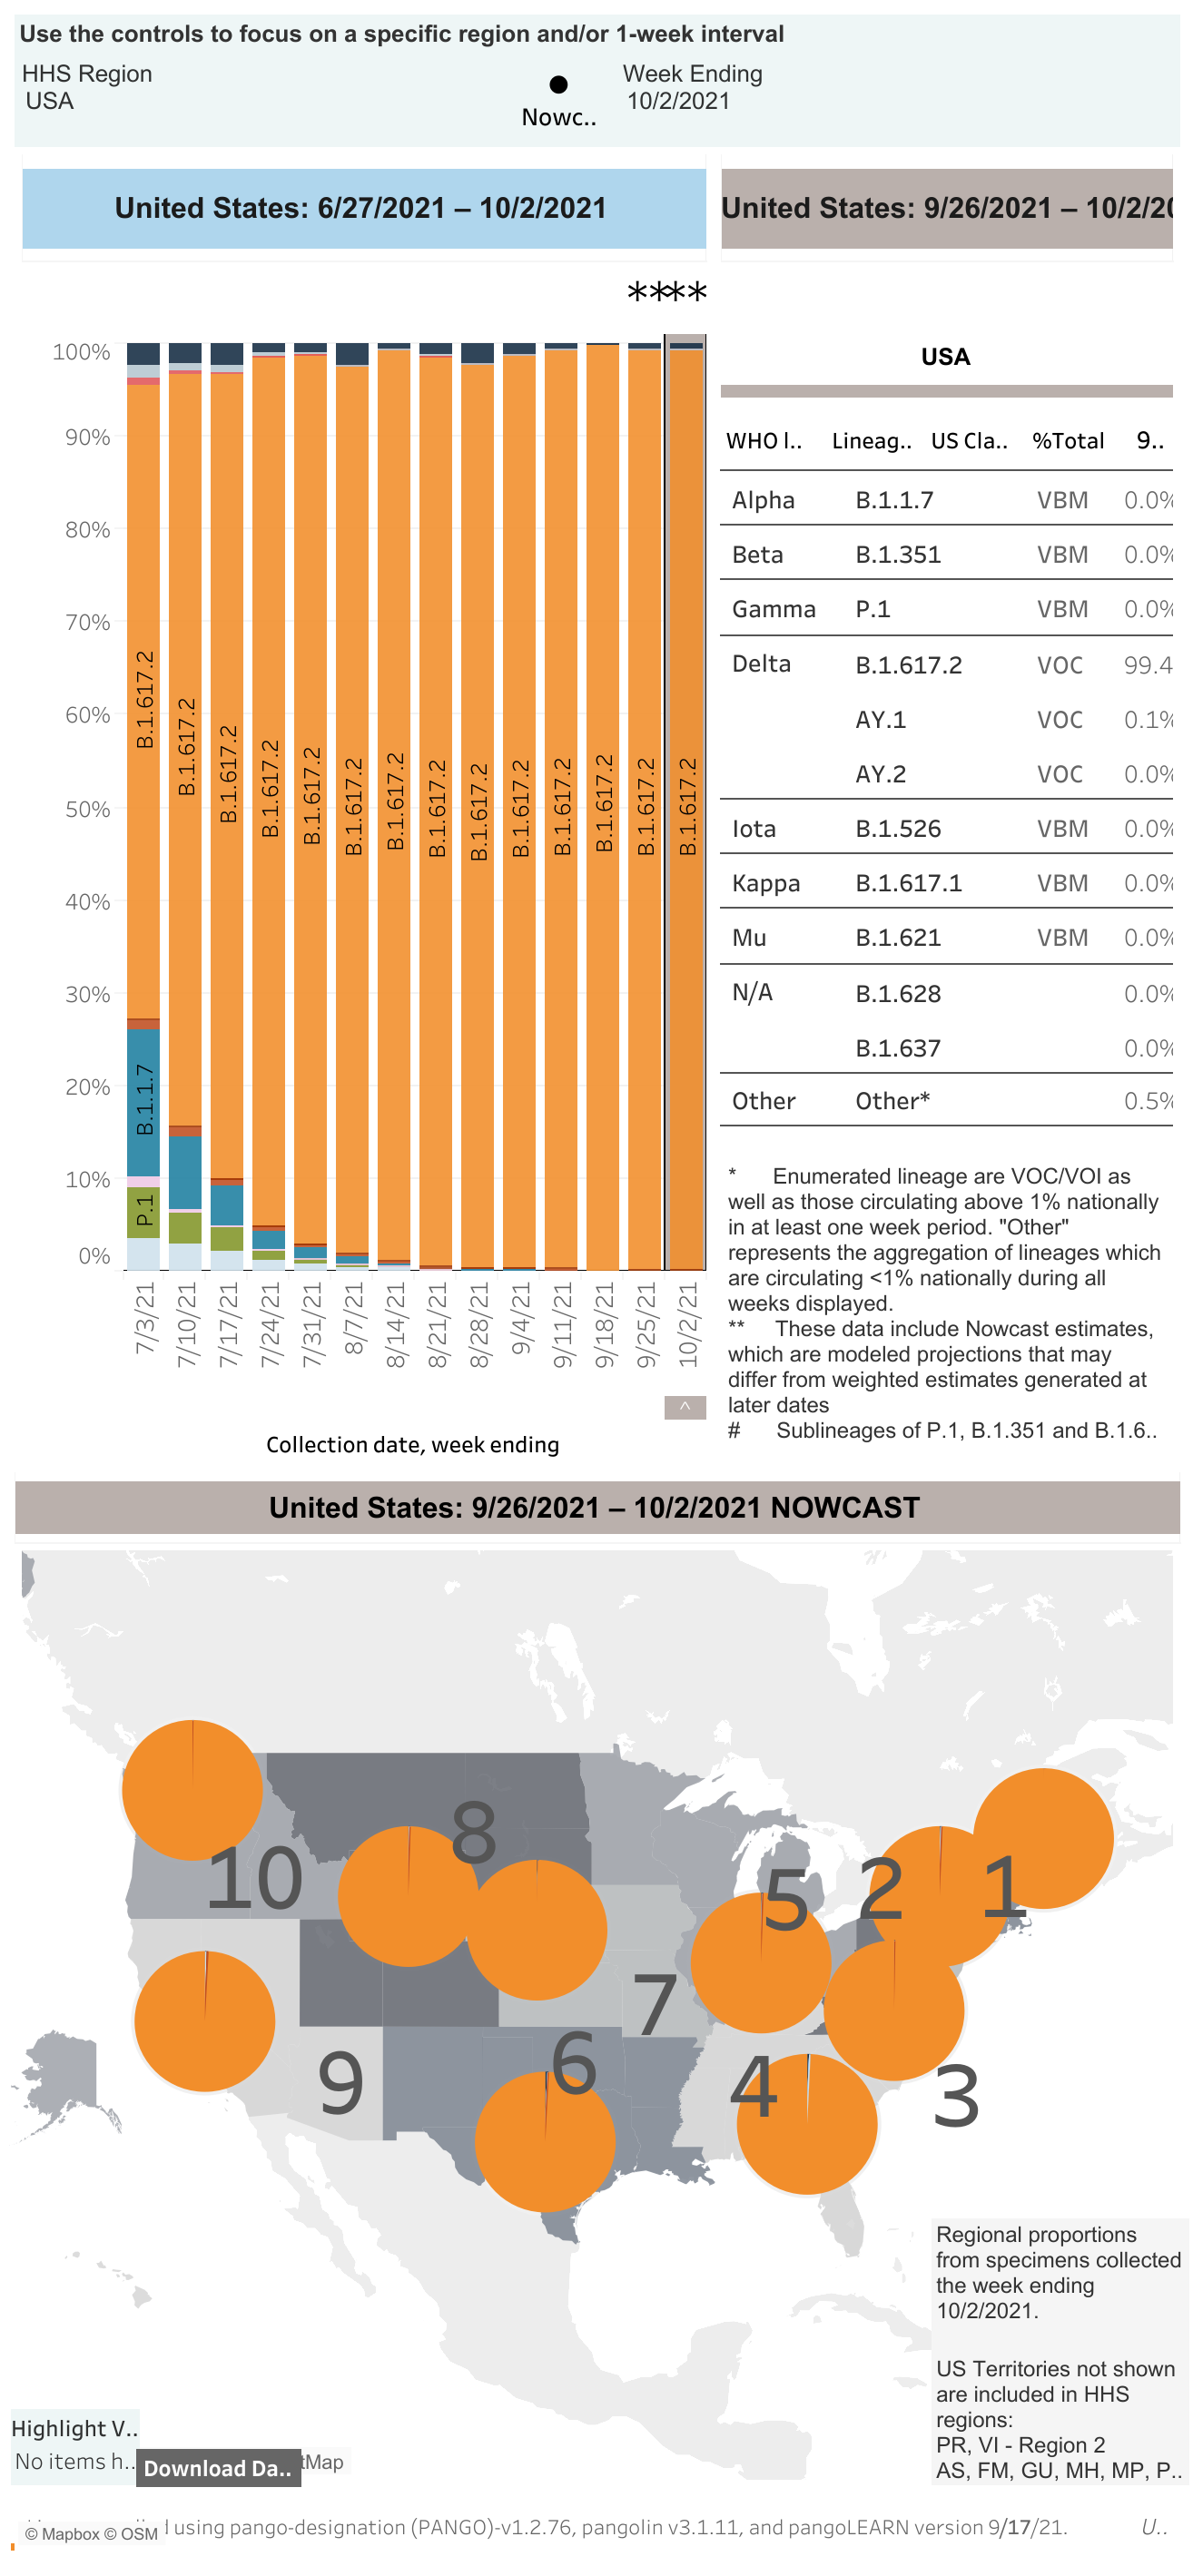 Use the controls to focus on a specific region and/or 1-week interval
HHS Region
USA
Nowc..
Week Ending
10/2/2021
United States: 6/27/2021 – 10/2/2021
United States: 9/26/2021 – 10/2/20
****
100%
90%
80%
70%
60%
50%
40%
30%
20%
10%
0%
B.1.617.2
B.1.617.2
B.1.617.2
B.1.617.2
B.1.617.2
B.1.617.2
B.1.617.2
B.1.617.2
B.1.617.2
B.1.617.2
B.1.617.2
B.1.617.2
B.1.617.2
B.1.617.2
B.1.1.7
P.1
7/3/21
7/10/21
7/17/21
7/24/21
7/31/21
8/7/21
8/14/21
8/21/21
8/28/21
9/4/21
9/11/21
9/18/21
9/25/21
10/2/21
^
Collection date, week ending
USA
WHO l.. Lineag.. US Cla.. %Total 9..
Alpha B.1.1.7 VBM 0.0%
Beta B.1.351 VBM 0.0%
Gamma P.1 VBM 0.0%
Delta B.1.617.2 VOC 99.4
AY.1 VOC 0.1%
AY.2 VOC 0.0%
Iota B.1.526 VBM 0.0%
Kappa B.1.617.1 VBM 0.0%
Mu B.1.621 VBM 0.0%
N/A B.1.628 0.0%
B.1.637 0.0%
Other Other* 0.5%
* Enumerated lineage are VOC/VOI as
well as those circulating above 1% nationally
in at least one week period. "Other"
represents the aggregation of lineages which
are circulating <1% nationally during all
weeks displayed.
** These data include Nowcast estimates,
which are modeled projections that may
differ from weighted estimates generated at
later dates
# Sublineages of P.1, B.1.351 and B.1.6..
United States: 9/26/2021 – 10/2/2021 NOWCAST
8
10
5
2
1
7
9
6
4
3
Regional proportions
from specimens collected
the week ending
10/2/2021.
US Territories not shown
are included in HHS
regions:
PR, VI - Region 2
AS, FM, GU, MH, MP, P..
Highlight V..
No items h..
Download Da..
tMap
© Mapbox © OSM
using pango-designation (PANGO)-v1.2.76, pangolin v3.1.11, and pangoLEARN version 9/17/21.
U..